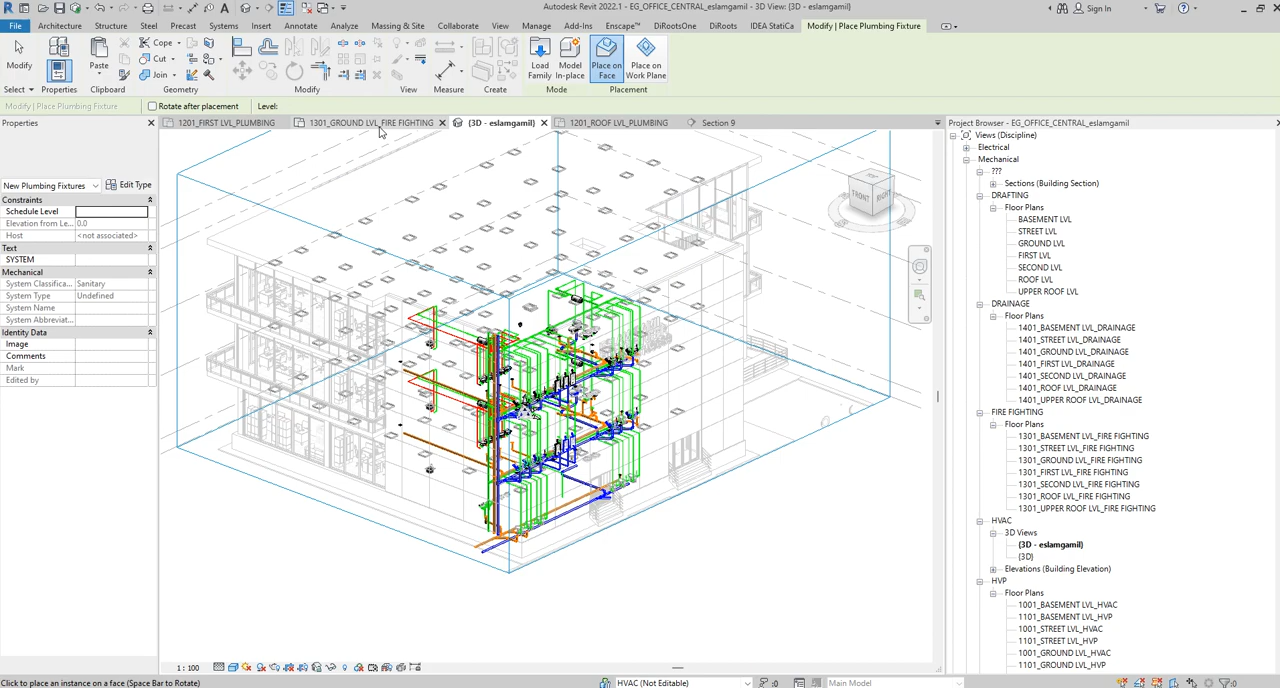 Autodesk Revit 2022.1 - EG_OFFICE_CENTRAL_eslamgamil - 3D View: {3D - eslamgamil}
Sign In
File Architecture Structure Steel Precast Systems Insert Annotate Analyze Massing & Site Collaborate View Manage Add-Ins Enscape™ DiRootsOne DiRoots IDEA StatiCa Modify | Place Plumbing Fixture
Modify
Paste
Cope
Cut
Join
Load Family
Model In-place
Place on Face
Place on Work Plane
Select Properties Clipboard Geometry Modify View Measure Create Mode Placement
Modify | Place Plumbing Fixture Rotate after placement Level:
Properties
1201_FIRST LVL_PLUMBING 1301_GROUND LVL_FIRE FIGHTING {3D - eslamgamil} 1201_ROOF LVL_PLUMBING Section 9
New Plumbing Fixtures Edit Type
Constraints
Schedule Level
Elevation from Le... 0.0
Host <not associated>
Text
SYSTEM
Mechanical
System Classifica... Sanitary
System Type Undefined
System Name
System Abbreviat...
Identity Data
Image
Comments
Mark
Edited by
FRONT RIGHT
Project Browser - EG_OFFICE_CENTRAL_eslamgamil
Views (Discipline)
Electrical
Mechanical
???
Sections (Building Section)
DRAFTING
Floor Plans
BASEMENT LVL
STREET LVL
GROUND LVL
FIRST LVL
SECOND LVL
ROOF LVL
UPPER ROOF LVL
DRAINAGE
Floor Plans
1401_BASEMENT LVL_DRAINAGE
1401_STREET LVL_DRAINAGE
1401_GROUND LVL_DRAINAGE
1401_FIRST LVL_DRAINAGE
1401_SECOND LVL_DRAINAGE
1401_ROOF LVL_DRAINAGE
1401_UPPER ROOF LVL_DRAINAGE
FIRE FIGHTING
Floor Plans
1301_BASEMENT LVL_FIRE FIGHTING
1301_STREET LVL_FIRE FIGHTING
1301_GROUND LVL_FIRE FIGHTING
1301_FIRST LVL_FIRE FIGHTING
1301_SECOND LVL_FIRE FIGHTING
1301_ROOF LVL_FIRE FIGHTING
1301_UPPER ROOF LVL_FIRE FIGHTING
HVAC
3D Views
{3D - eslamgamil}
{3D}
Elevations (Building Elevation)
HVP
Floor Plans
1001_BASEMENT LVL_HVAC
1101_BASEMENT LVL_HVP
1001_STREET LVL_HVAC
1101_STREET LVL_HVP
1001_GROUND LVL_HVAC
1101_GROUND LVL_HVP
1 : 100
Click to place an instance on a face (Space Bar to Rotate) HVAC (Not Editable) :0 Main Model :0